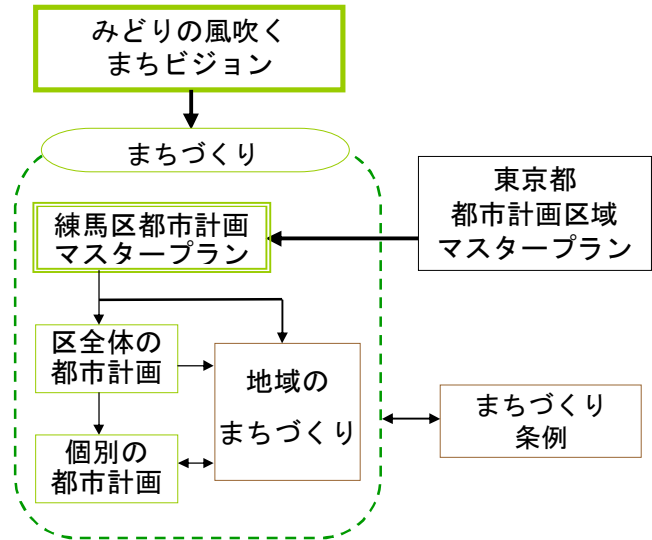 みどりの風吹く
まちビジョン
まちづくり
東京都
都市計画区域
マスタープラン
練馬区都市計画
マスタープラン
区全体の
都市計画
地域の
まちづくり
まちづくり
条例
個別の
都市計画